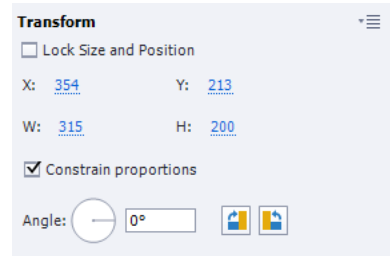 Transform
Lock Size and Position
X: 354 Y: 213
W: 315 H: 200
Constrain proportions
Angle: 0°